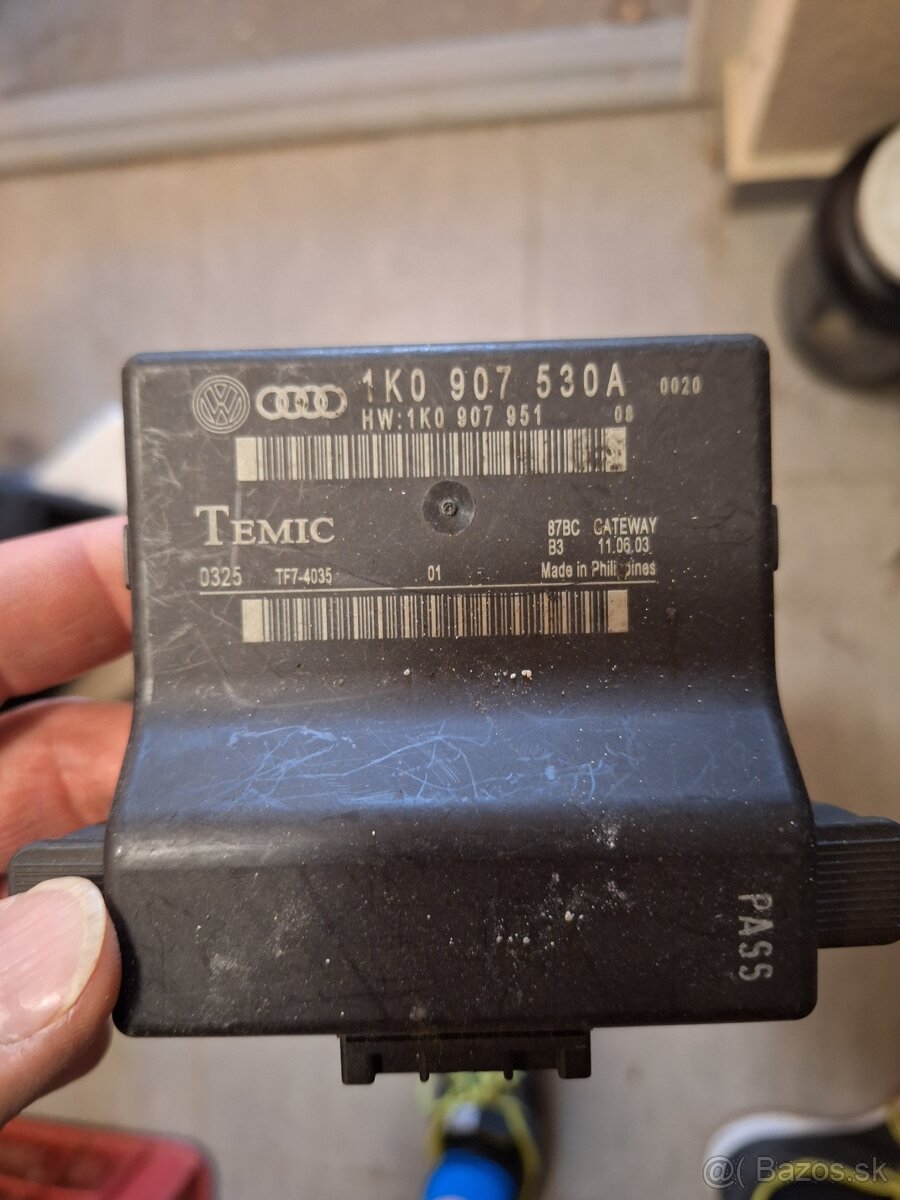 1K0 907 530A 0020
HW:1K0 907 951 08
TEMIC
87BC GATEWAY
B3 11.06.03
0325 TF7-4035 01 Made in Philippines
PASS
@( Bazos.sk